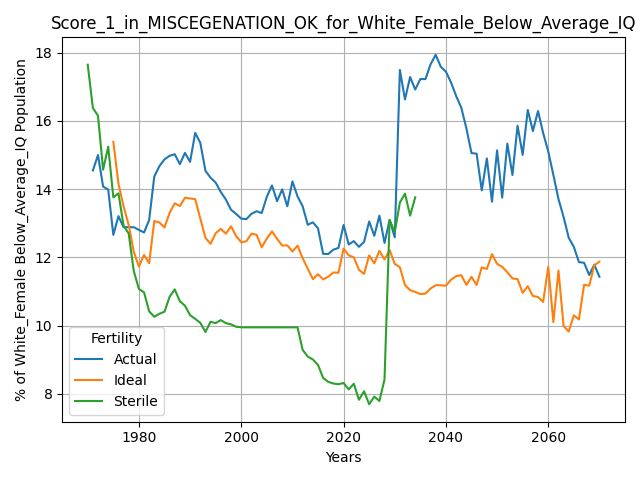 Score_1_in_MISCEGENATION_OK_for_White_Female_Below_Average_IQ
% of White_Female Below_Average_IQ Population
18
16
14
12
10
8
Fertility
Actual
Ideal
Sterile
1980 2000 2020 2040 2060
Years